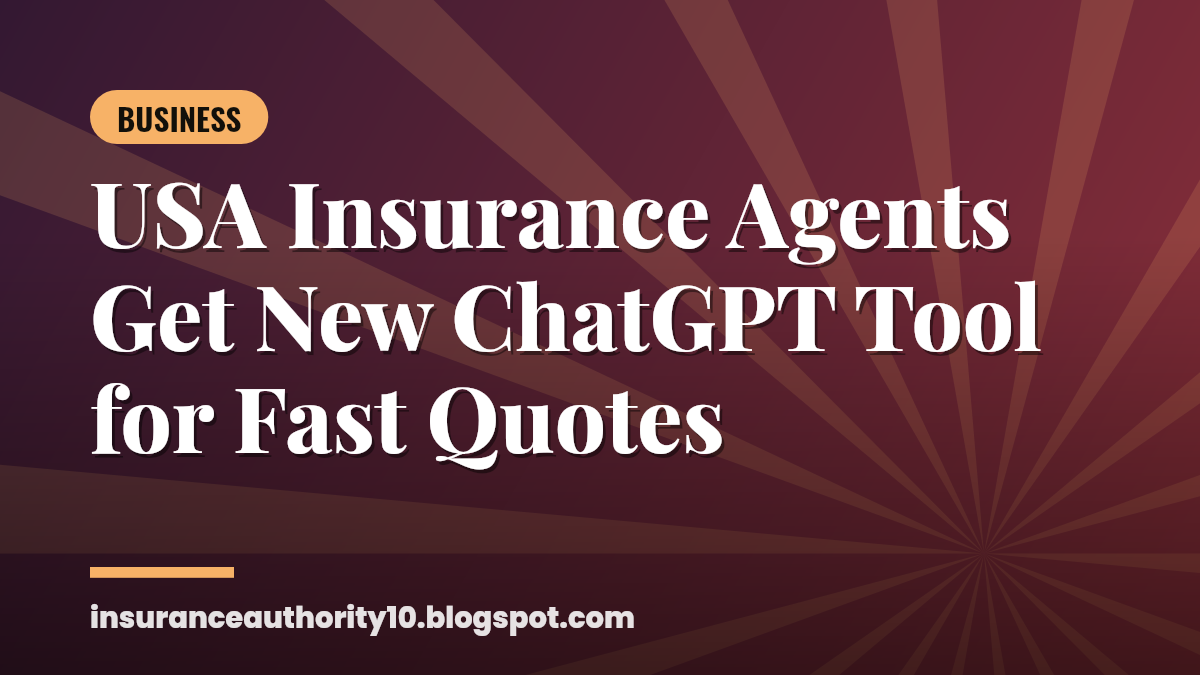 BUSINESS
USA Insurance Agents
Get New ChatGPT Tool
for Fast Quotes
insuranceauthority10.blogspot.com